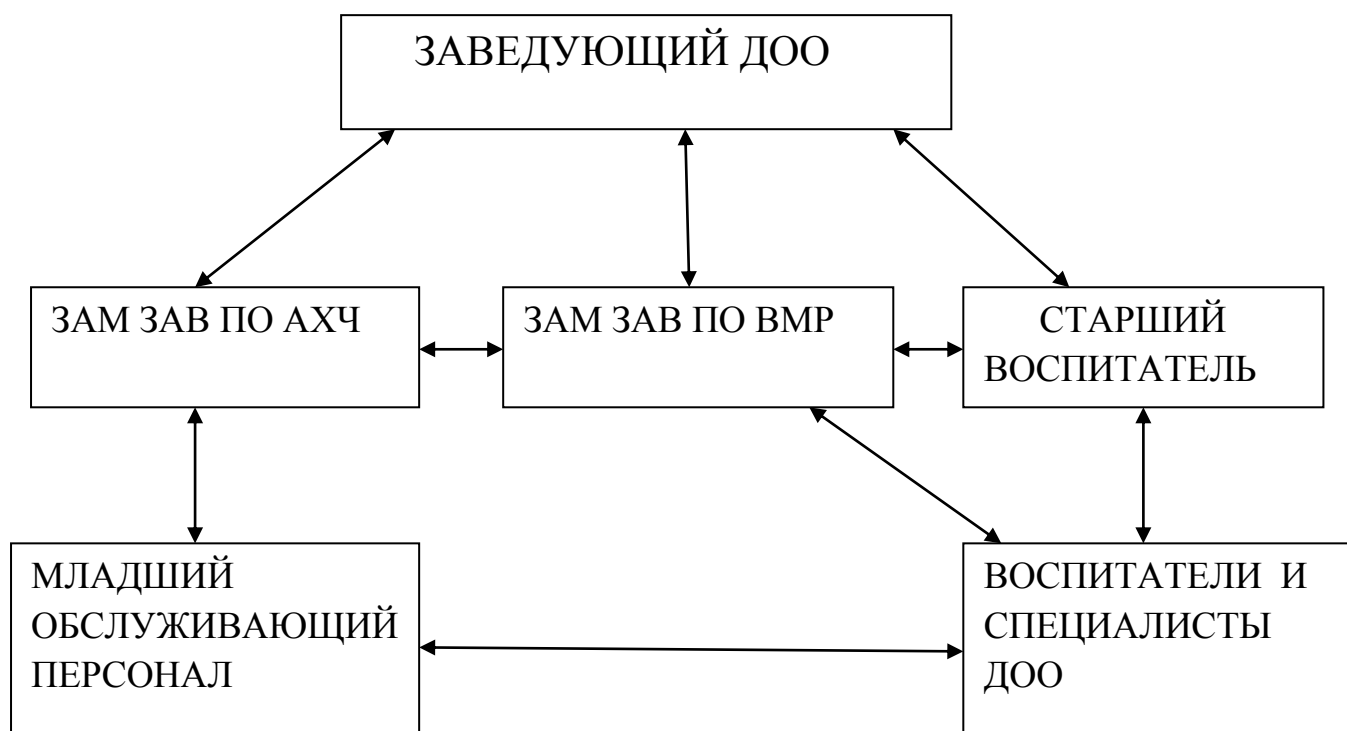 ЗАВЕДУЮЩИЙ ДОО
ЗАМ ЗАВ ПО АХЧ
ЗАМ ЗАВ ПО ВМР
СТАРШИЙ
ВОСПИТАТЕЛЬ
МЛАДШИЙ
ОБСЛУЖИВАЮЩИЙ
ПЕРСОНАЛ
ВОСПИТАТЕЛИ И
СПЕЦИАЛИСТЫ
ДОО